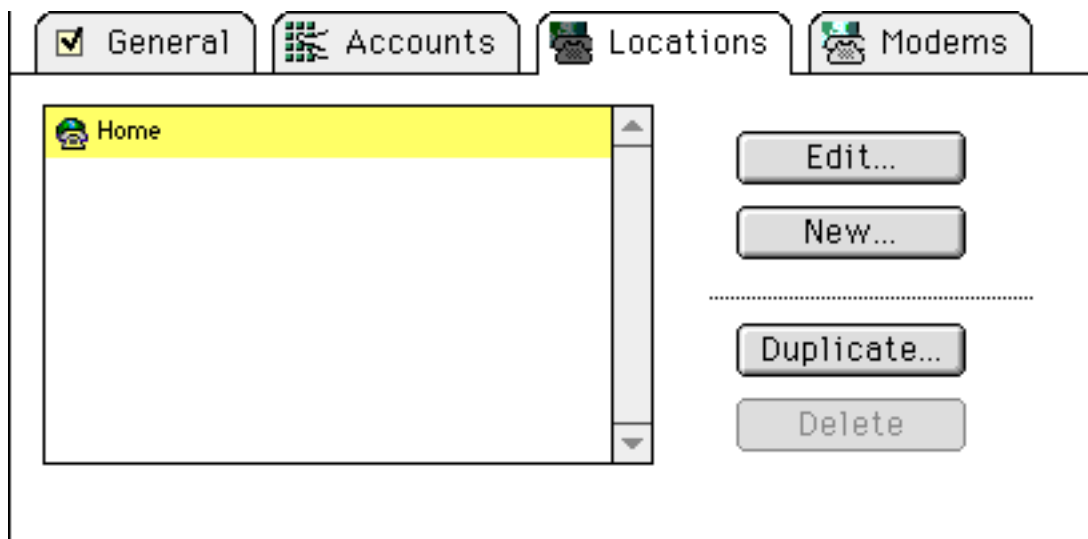 General Accounts Locations Modems
Home
Edit...
New...
Duplicate...
Delete